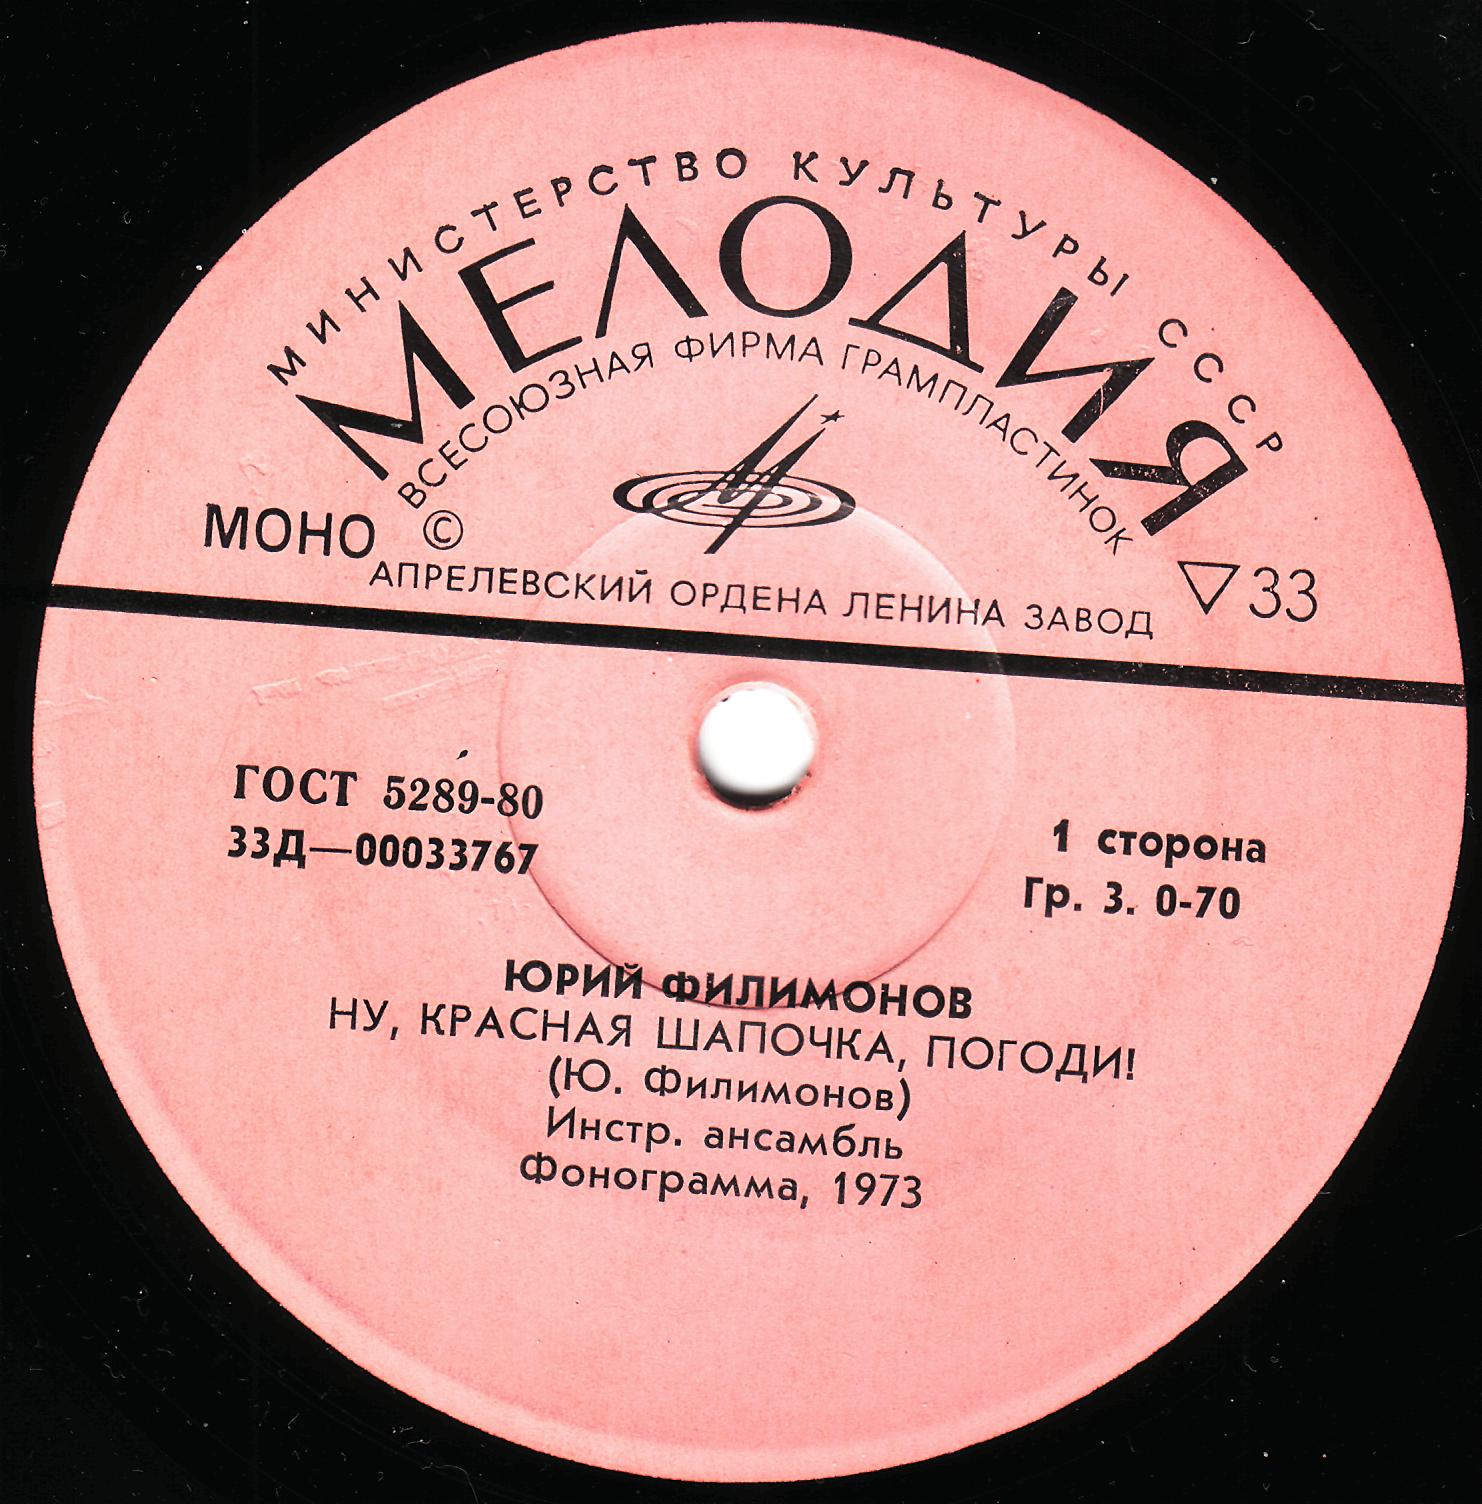 МИНИСТЕРСТВО КУЛЬТУРЫ СССР
МЕЛОДИЯ
ВСЕСОЮЗНАЯ ФИРМА ГРАМПЛАСТИНОК
МОНО © ▽33
АПРЕЛЕВСКИЙ ОРДЕНА ЛЕНИНА ЗАВОД
ГОСТ 5289-80
33Д—00033767
1 сторона
Гр. 3. 0-70
ЮРИЙ ФИЛИМОНОВ
НУ, КРАСНАЯ ШАПОЧКА, ПОГОДИ!
(Ю. Филимонов)
Инстр. ансамбль
Фонограмма, 1973